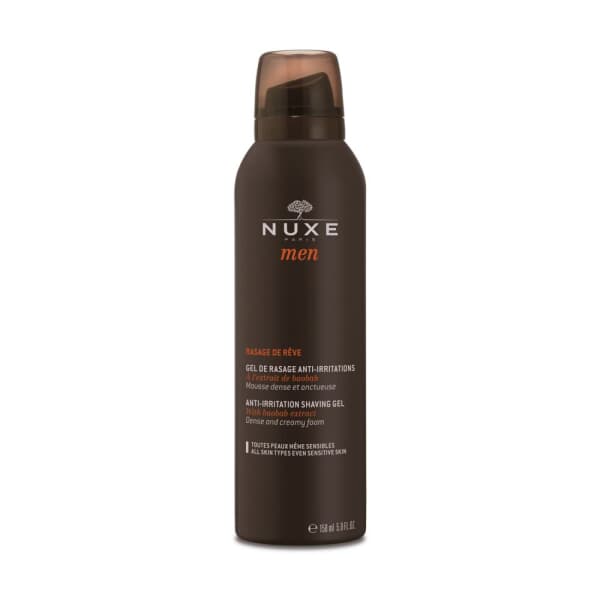 NUXE
PARIS
men
RASAGE DE RÊVE
GEL DE RASAGE ANTI-IRRITATIONS
A l'extrait de baobab
Mousse dense et onctueuse
ANTI-IRRITATION SHAVING GEL
With baobab extract
Dense and creamy foam
TOUTES PEAUX MÊME SENSIBLES
ALL SKIN TYPES EVEN SENSITIVE SKIN
℮ 150 ml 5.0 FL.OZ.